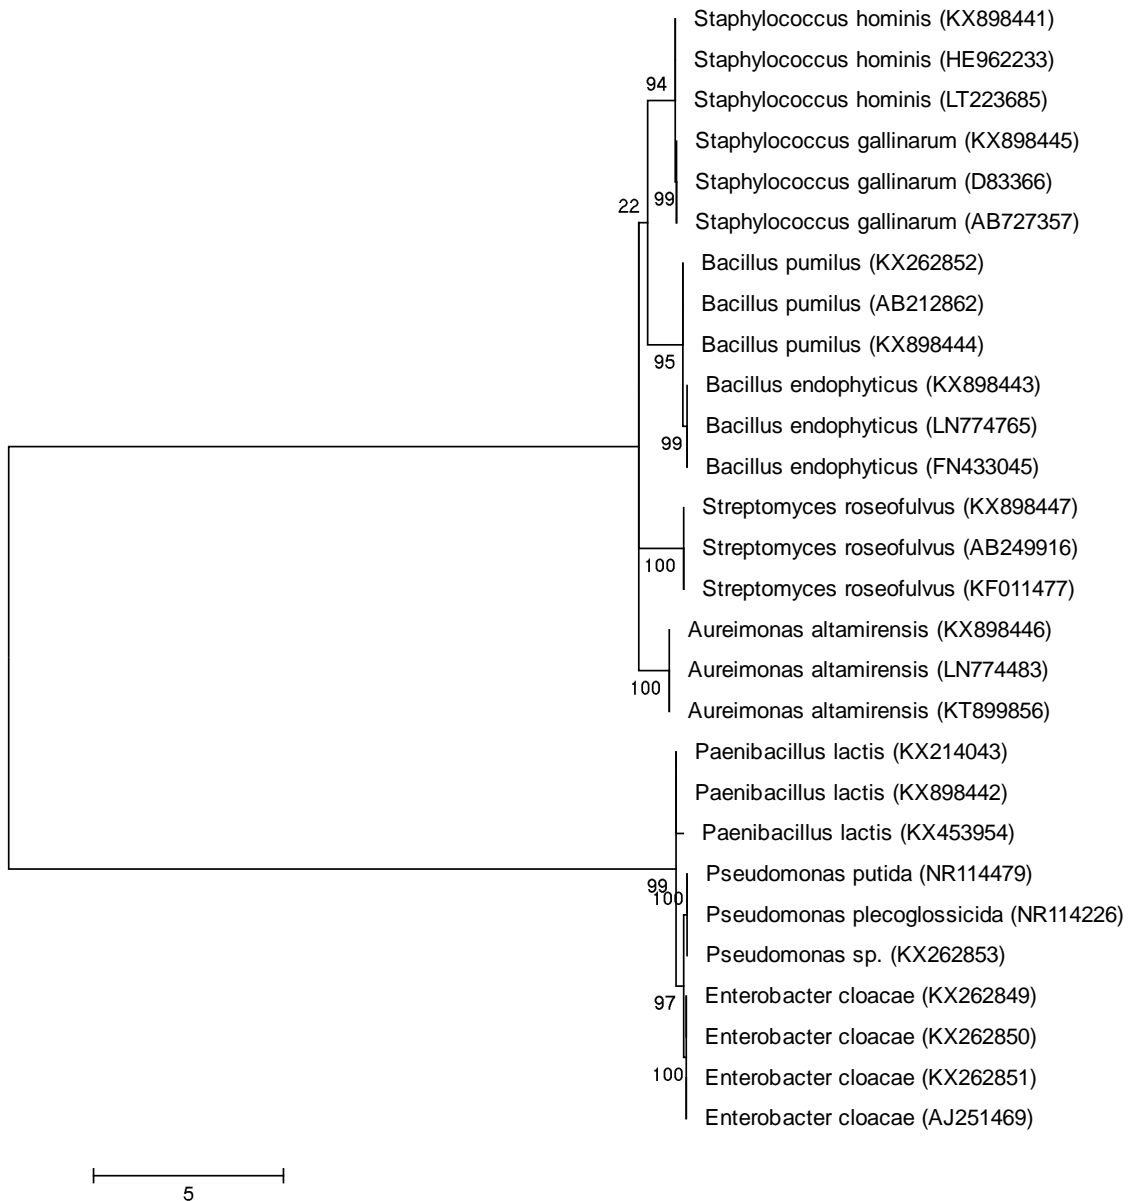 Staphylococcus hominis (KX898441)
Staphylococcus hominis (HE962233)
94
Staphylococcus hominis (LT223685)
Staphylococcus gallinarum (KX898445)
Staphylococcus gallinarum (D83366)
99
22
Staphylococcus gallinarum (AB727357)
Bacillus pumilus (KX262852)
Bacillus pumilus (AB212862)
Bacillus pumilus (KX898444)
95
Bacillus endophyticus (KX898443)
Bacillus endophyticus (LN774765)
99
Bacillus endophyticus (FN433045)
Streptomyces roseofulvus (KX898447)
Streptomyces roseofulvus (AB249916)
100
Streptomyces roseofulvus (KF011477)
Aureimonas altamirensis (KX898446)
Aureimonas altamirensis (LN774483)
100
Aureimonas altamirensis (KT899856)
Paenibacillus lactis (KX214043)
Paenibacillus lactis (KX898442)
Paenibacillus lactis (KX453954)
Pseudomonas putida (NR114479)
99
100
Pseudomonas plecoglossicida (NR114226)
Pseudomonas sp. (KX262853)
Enterobacter cloacae (KX262849)
97
Enterobacter cloacae (KX262850)
Enterobacter cloacae (KX262851)
100
Enterobacter cloacae (AJ251469)
5